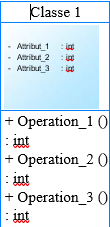 Classe 1
- Attribut_1 : int
- Attribut_2 : int
- Attribut_3 : int
+ Operation_1 ()
: int
+ Operation_2 ()
: int
+ Operation_3 ()
: int